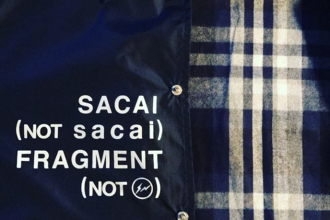 SACAI
(NOT sacai)
FRAGMENT
(NOT )